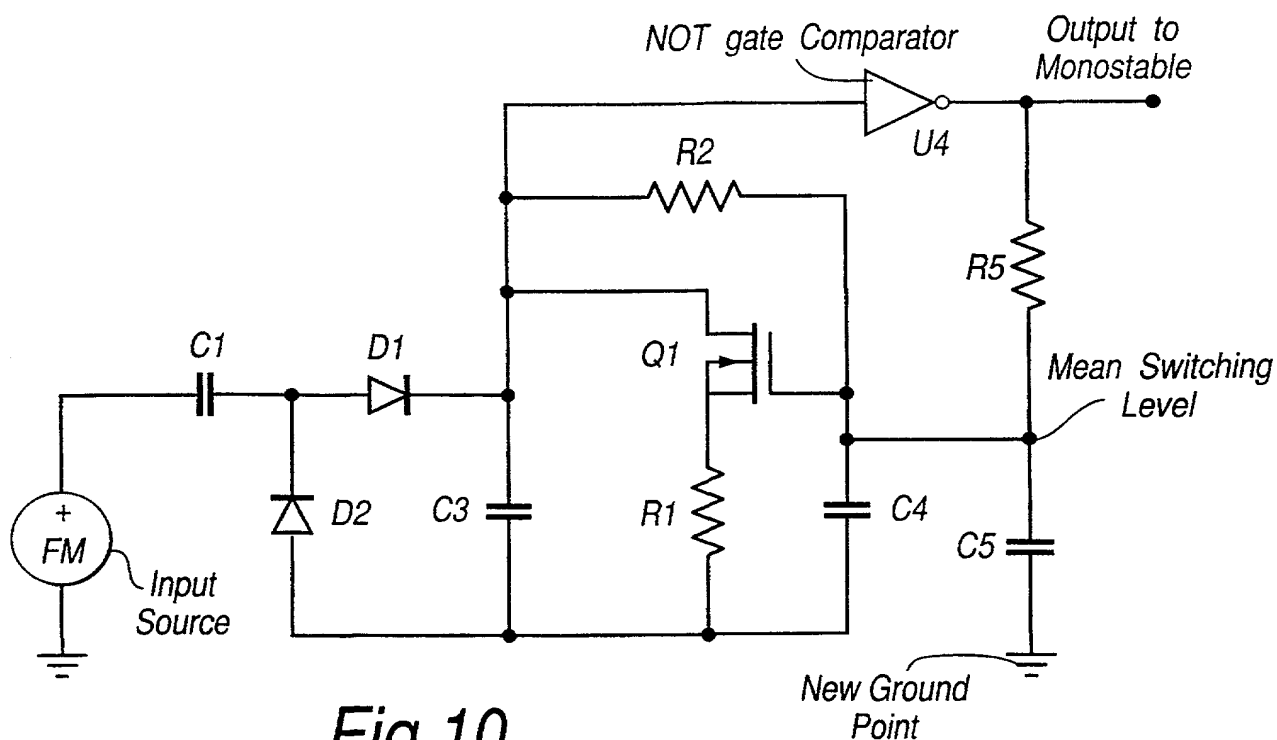 NOT gate Comparator
Output to
Monostable
U4
R2
R5
C1
D1
Q1
Mean Switching
Level
D2
C3
R1
C4
C5
+
FM
Input
Source
New Ground
Point
Fig.10